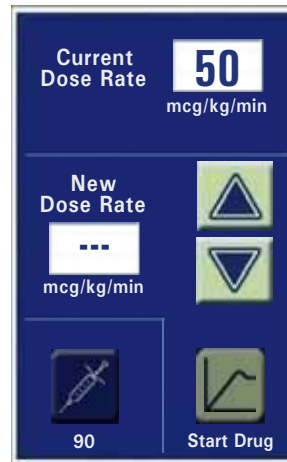 Current
Dose Rate
50
mcg/kg/min
New
Dose Rate
---
mcg/kg/min
90
Start Drug